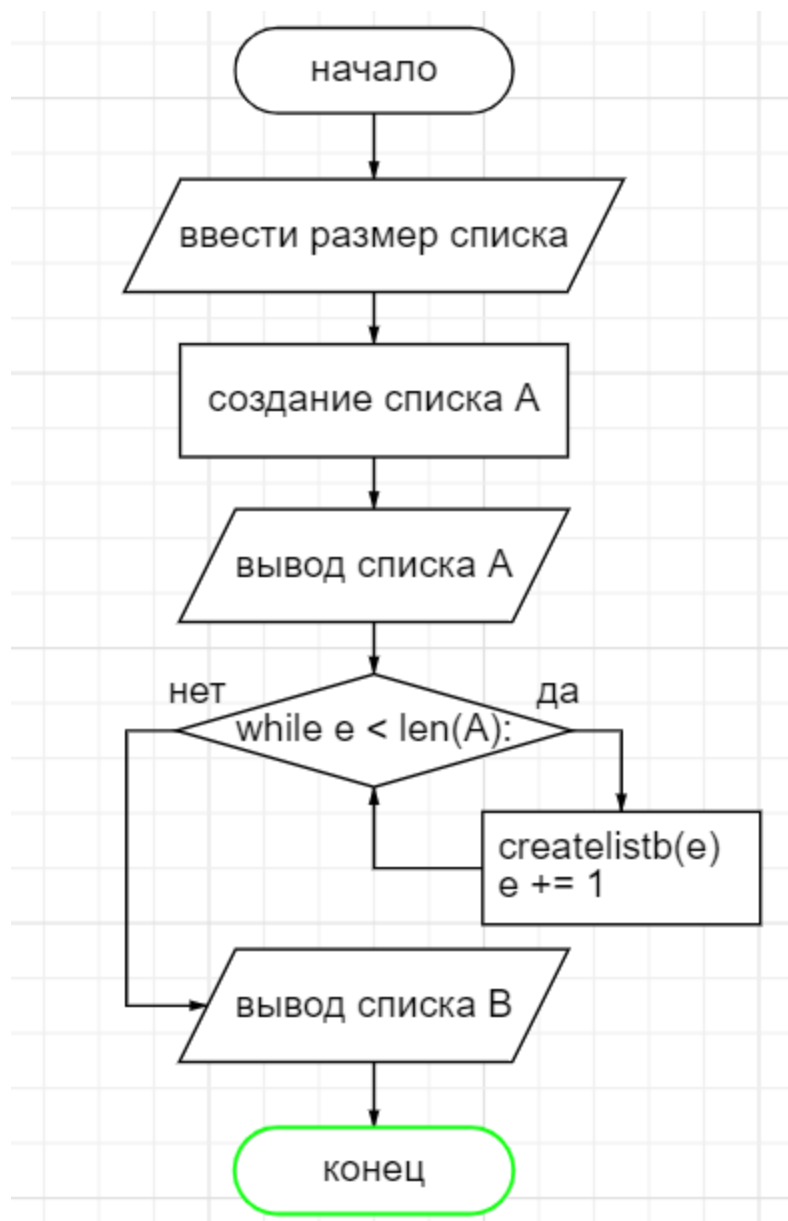 начало
ввести размер списка
создание списка А
вывод списка А
нет
да
while e < len(A):
createlistb(e)
e += 1
вывод списка В
конец